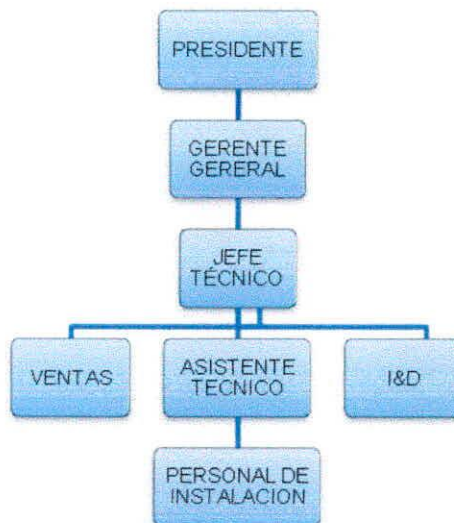 PRESIDENTE
GERENTE
GERERAL
JEFE
TÉCNICO
VENTAS
ASISTENTE
TECNICO
I&D
PERSONAL DE
INSTALACION